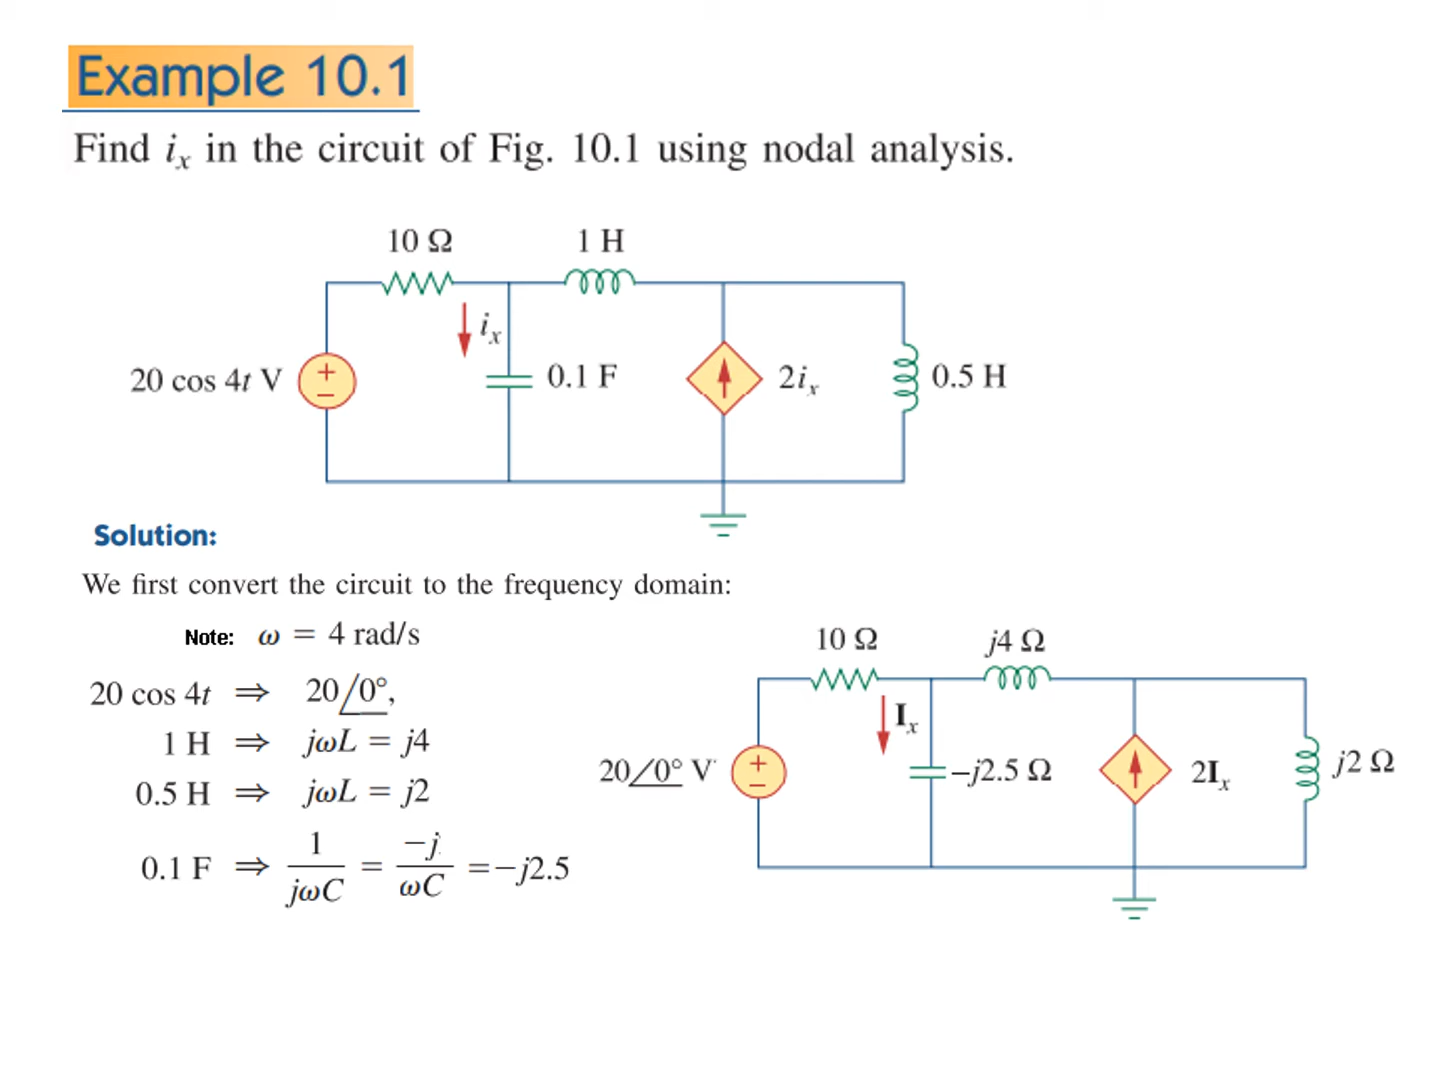 Example 10.1
Find iₓ in the circuit of Fig. 10.1 using nodal analysis.
10 Ω
1 H
iₓ
20 cos 4t V
+
−
0.1 F
2iₓ
0.5 H
Solution:
We first convert the circuit to the frequency domain:
Note: ω = 4 rad/s
20 cos 4t ⇒ 20∠0°,
1 H ⇒ jωL = j4
0.5 H ⇒ jωL = j2
0.1 F ⇒ 1/jωC = −j/ωC = −j2.5
10 Ω
j4 Ω
Iₓ
20∠0° V
+
−
−j2.5 Ω
2Iₓ
j2 Ω